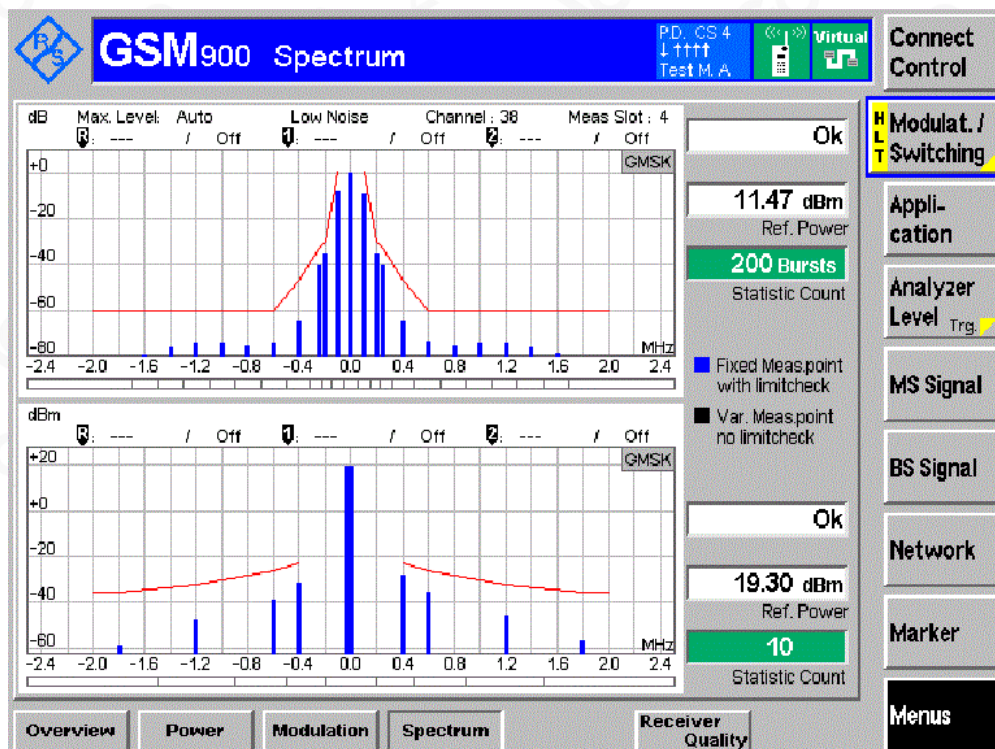 R/S
GSM900 Spectrum
PD. CS 4
Test M. A
Virtual
Connect
Control
dB Max. Level: Auto Low Noise Channel : 38 Meas Slot : 4
R: --- / Off 1: --- / Off 2: --- / Off
GMSK
+0
-20
-40
-60
-80
MHz
-2.4 -2.0 -1.6 -1.2 -0.8 -0.4 0.0 0.4 0.8 1.2 1.6 2.0 2.4
Ok
11.47 dBm
Ref. Power
200 Bursts
Statistic Count
Fixed Meas.point
with limitcheck
Var. Meas.point
no limitcheck
dBm
R: --- / Off 1: --- / Off 2: --- / Off
GMSK
+20
+0
-20
-40
-60
MHz
-2.4 -2.0 -1.6 -1.2 -0.8 -0.4 0.0 0.4 0.8 1.2 1.6 2.0 2.4
Ok
19.30 dBm
Ref. Power
10
Statistic Count
HLT
Modulat. /
Switching
Appli-
cation
Analyzer
Level Trg.
MS Signal
BS Signal
Network
Marker
Menus
Overview Power Modulation Spectrum Receiver
Quality